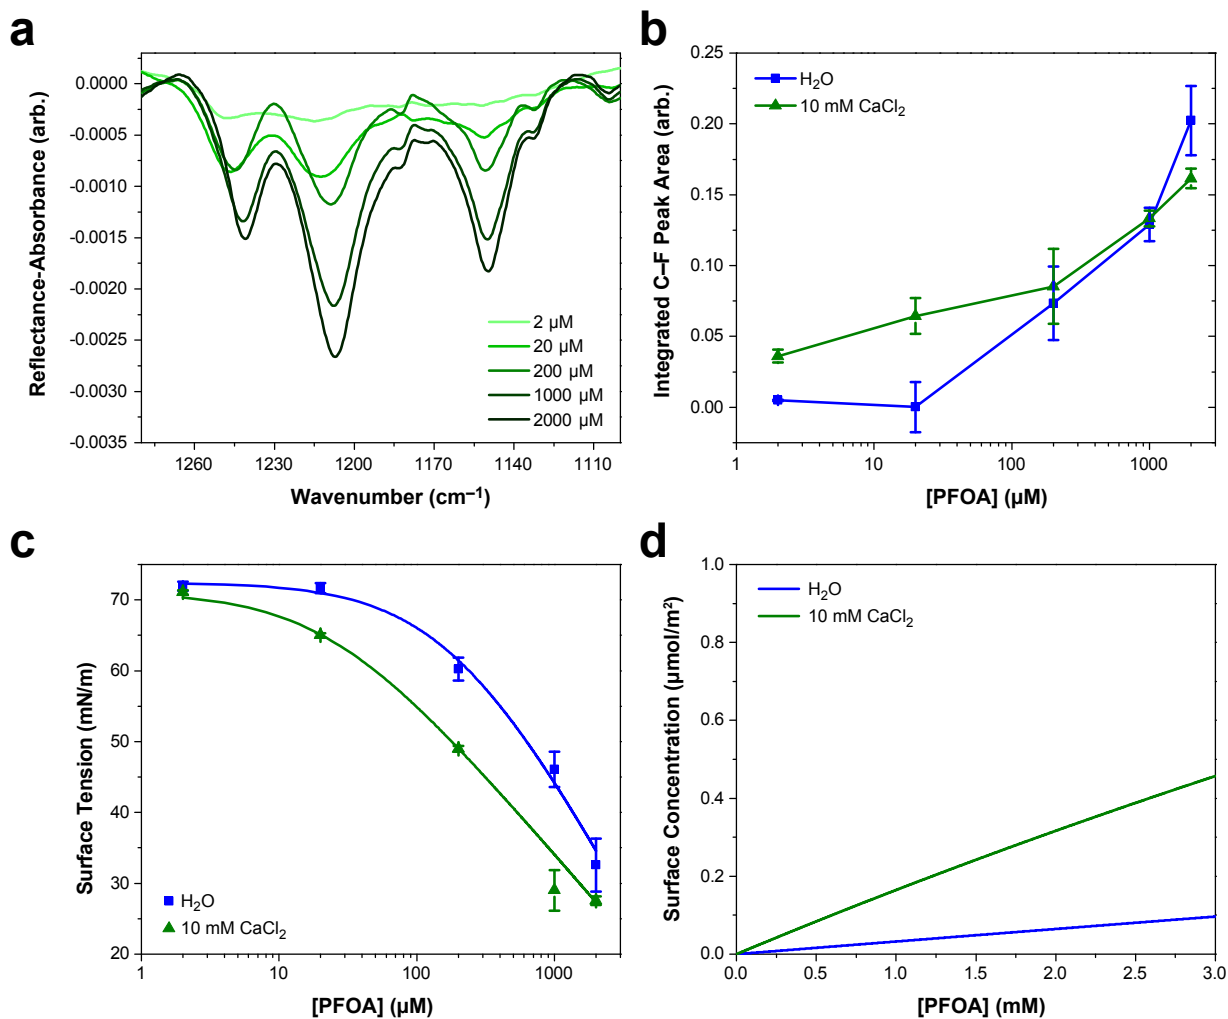 a
0.0000
-0.0005
-0.0010
-0.0015
-0.0020
-0.0025
-0.0030
-0.0035
Reflectance-Absorbance (arb.)
2 µM
20 µM
200 µM
1000 µM
2000 µM
1260 1230 1200 1170 1140 1110
Wavenumber (cm⁻¹)
b
0.25
0.20
0.15
0.10
0.05
0.00
Integrated C–F Peak Area (arb.)
H₂O
10 mM CaCl₂
1 10 100 1000
[PFOA] (µM)
c
70
60
50
40
30
20
Surface Tension (mN/m)
H₂O
10 mM CaCl₂
1 10 100 1000
[PFOA] (µM)
d
1.0
0.8
0.6
0.4
0.2
0.0
Surface Concentration (µmol/m²)
H₂O
10 mM CaCl₂
0.0 0.5 1.0 1.5 2.0 2.5 3.0
[PFOA] (mM)